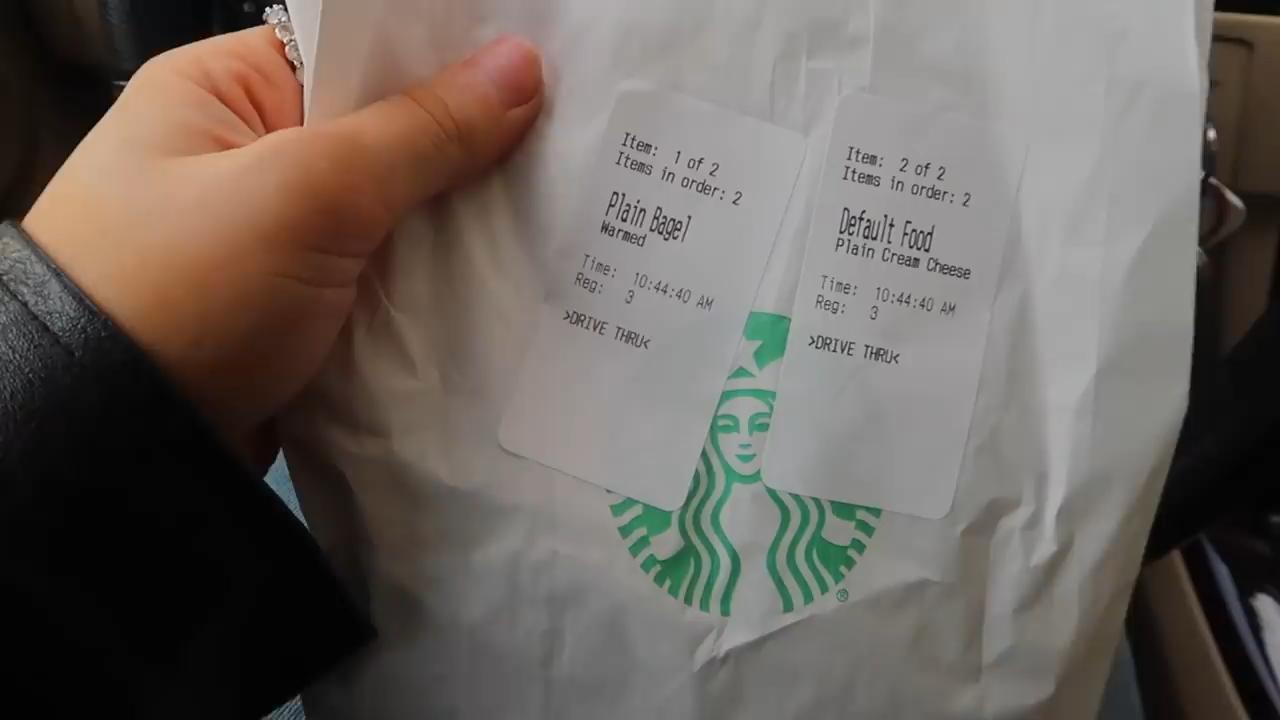 Item: 1 of 2
Items in order: 2
Plain Bagel
Warmed
Time: 10:44:40 AM
Reg: 3
>DRIVE THRU<
Item: 2 of 2
Items in order: 2
Default Food
Plain Cream Cheese
Time: 10:44:40 AM
Reg: 3
>DRIVE THRU<
®